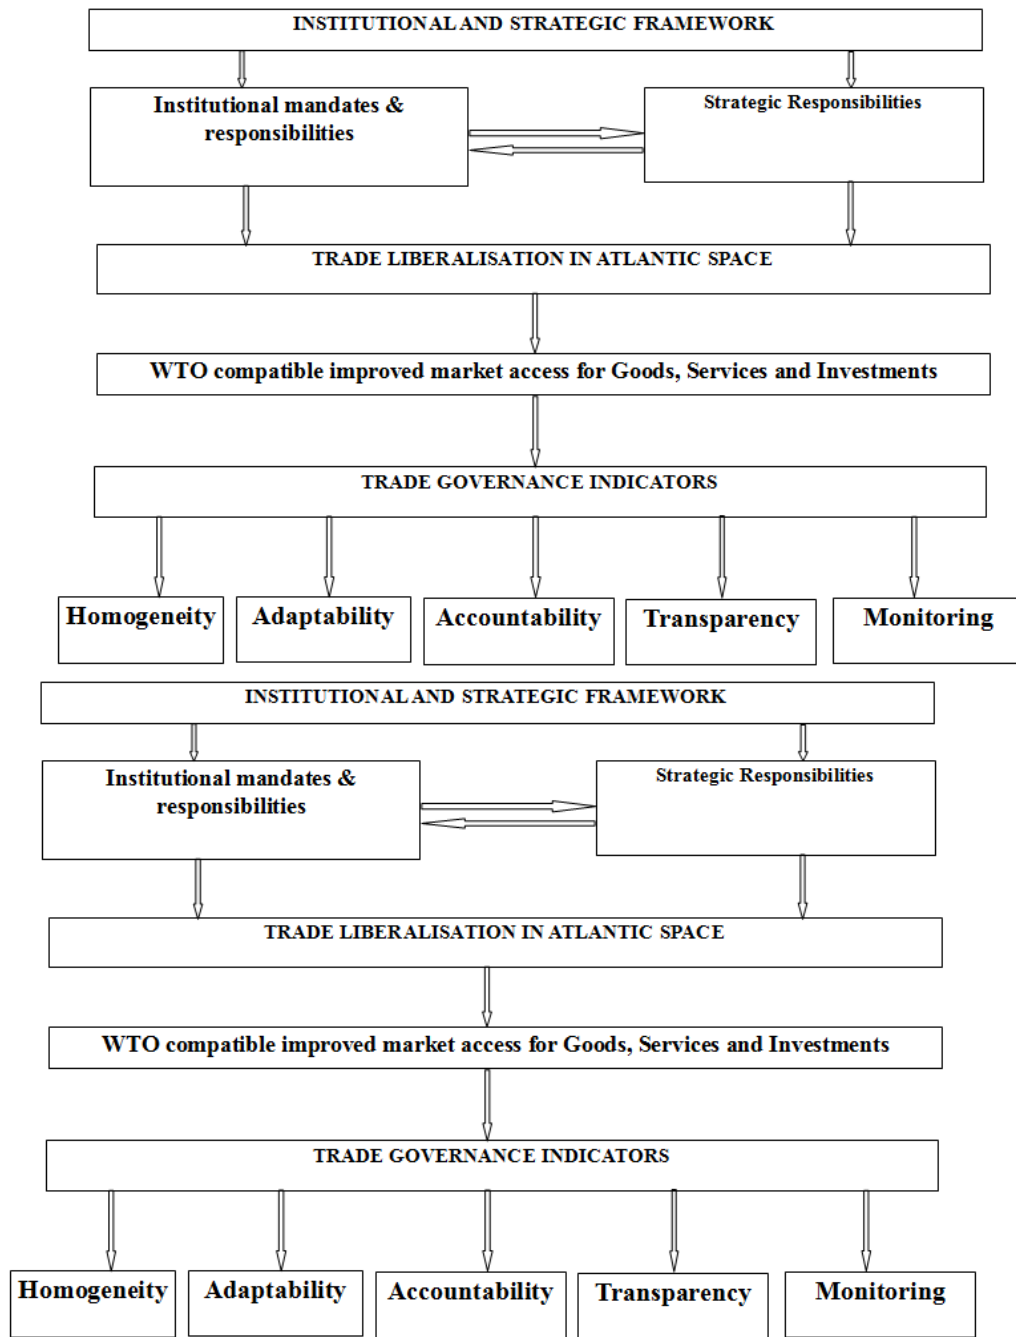 INSTITUTIONAL AND STRATEGIC FRAMEWORK
Institutional mandates &
responsibilities
Strategic Responsibilities
TRADE LIBERALISATION IN ATLANTIC SPACE
WTO compatible improved market access for Goods, Services and Investments
TRADE GOVERNANCE INDICATORS
Homogeneity
Adaptability
Accountability
Transparency
Monitoring
INSTITUTIONAL AND STRATEGIC FRAMEWORK
Institutional mandates &
responsibilities
Strategic Responsibilities
TRADE LIBERALISATION IN ATLANTIC SPACE
WTO compatible improved market access for Goods, Services and Investments
TRADE GOVERNANCE INDICATORS
Homogeneity
Adaptability
Accountability
Transparency
Monitoring